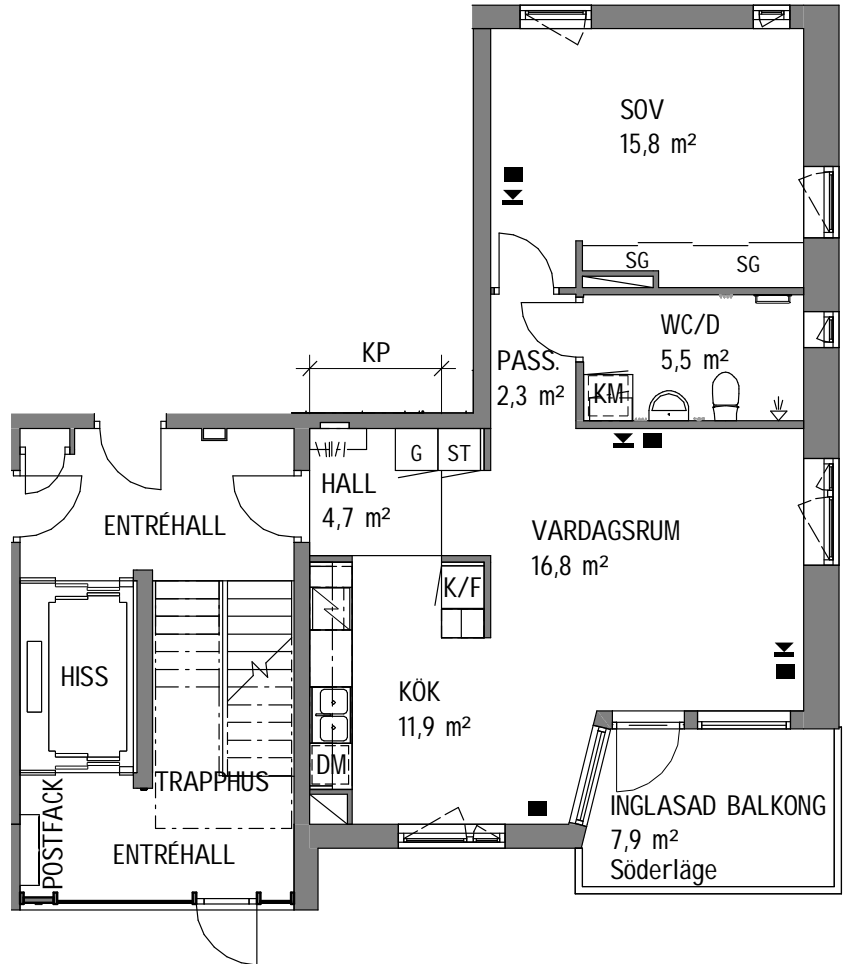 SOV
15,8 m²
SG
SG
WC/D
5,5 m²
KP
PASS.
2,3 m²
KM
G
ST
HALL
4,7 m²
ENTRÉHALL
VARDAGSRUM
16,8 m²
K/F
HISS
KÖK
11,9 m²
DM
TRAPPHUS
POSTFACK
ENTRÉHALL
INGLASAD BALKONG
7,9 m²
Söderläge